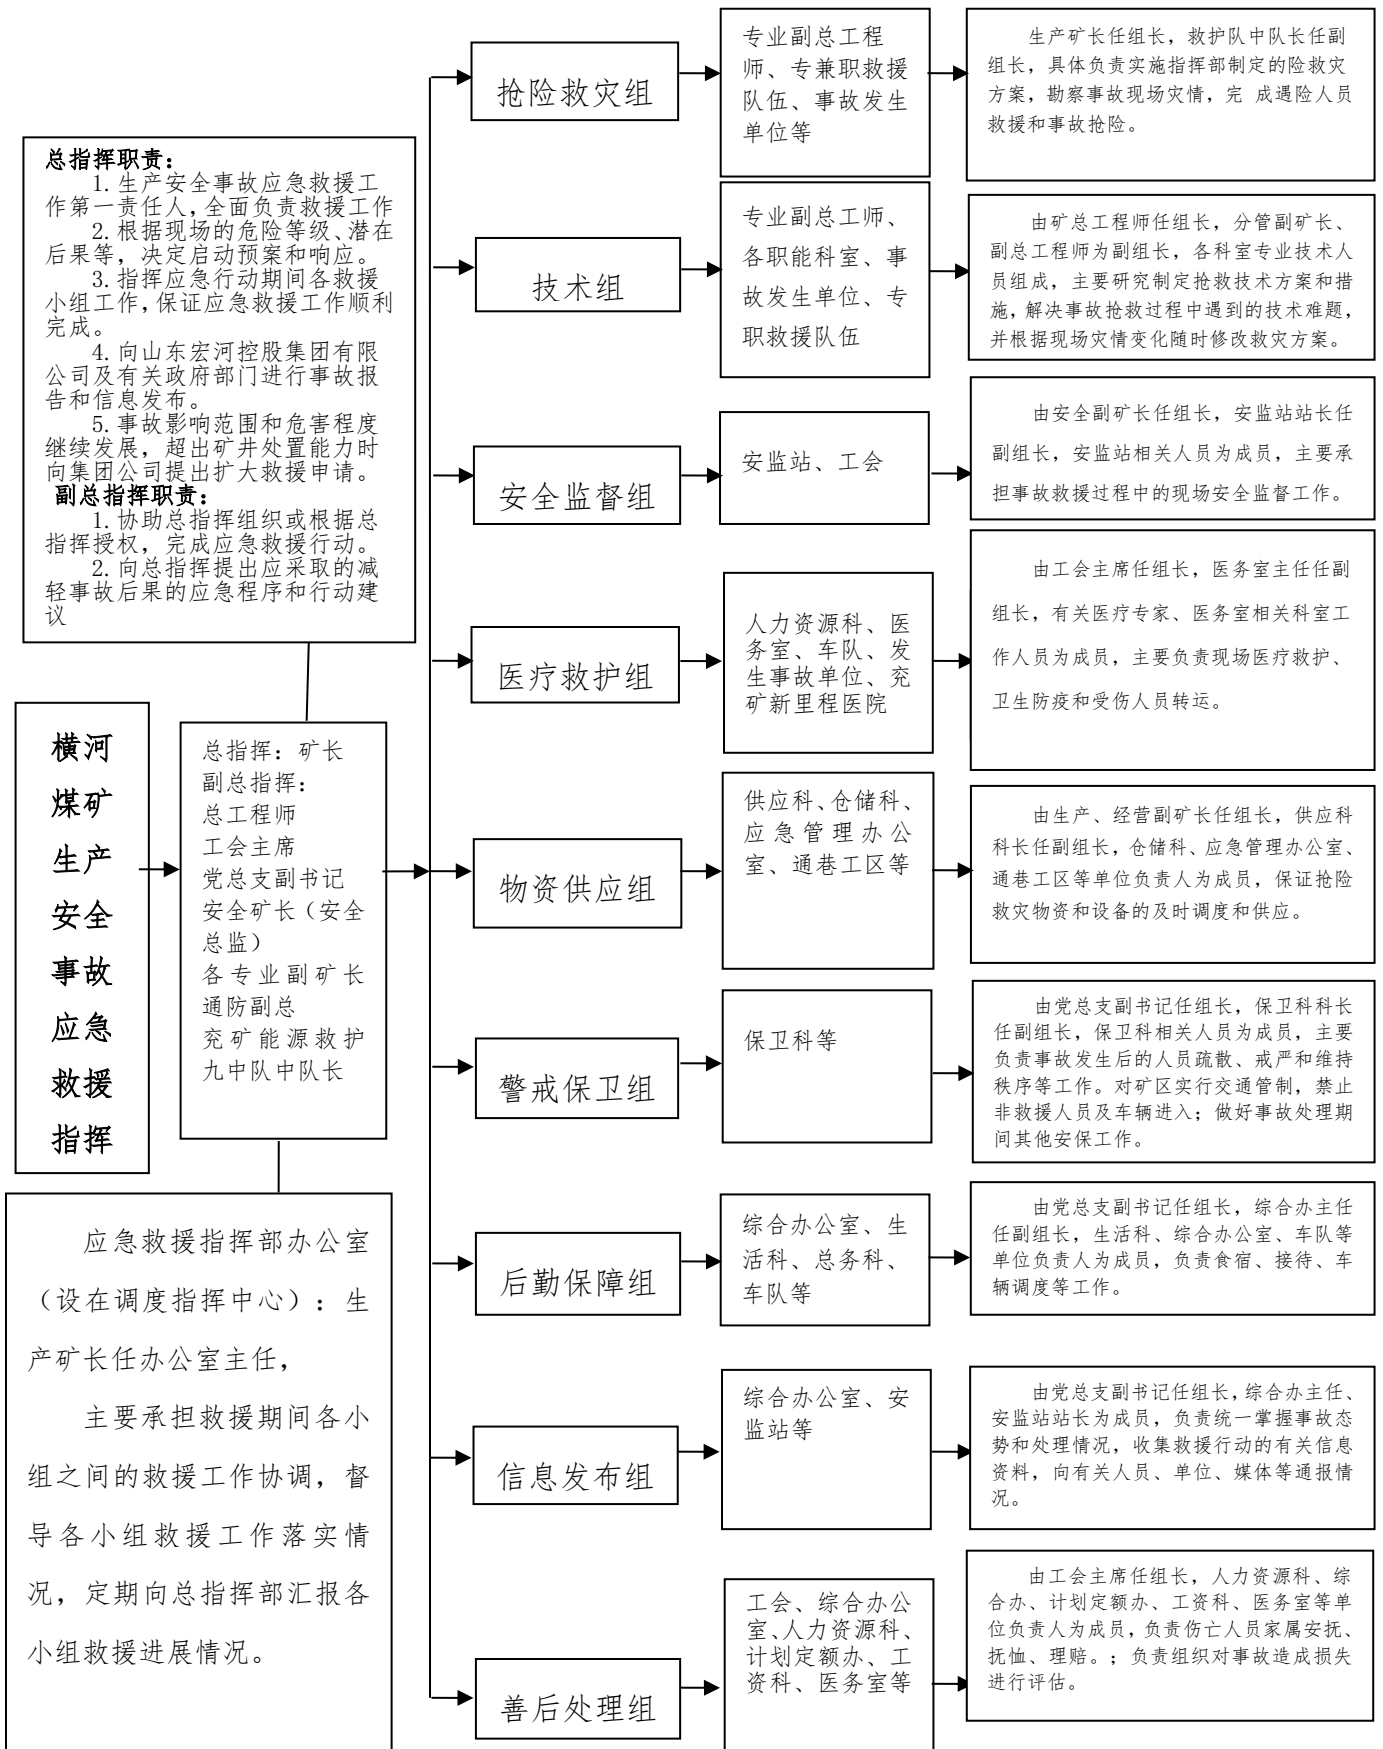 总指挥职责：
1.生产安全事故应急救援工
作第一责任人，全面负责救援工作
2.根据现场的危险等级、潜在
后果等，决定启动预案和响应。
3.指挥应急行动期间各救援
小组工作，保证应急救援工作顺利
完成。
4.向山东宏河控股集团有限
公司及有关政府部门进行事故报
告和信息发布。
5.事故影响范围和危害程度
继续发展，超出矿井处置能力时
向集团公司提出扩大救援申请。
副总指挥职责：
1.协助总指挥组织或根据总
指挥授权，完成应急救援行动。
2.向总指挥提出应采取的减
轻事故后果的应急程序和行动建
议
横河
煤矿
生产
安全
事故
应急
救援
指挥
总指挥：矿长
副总指挥：
总工程师
工会主席
党总支副书记
安全矿长（安全
总监）
各专业副矿长
通防副总
兖矿能源救护
九中队中队长
应急救援指挥部办公室
（设在调度指挥中心）：生
产矿长任办公室主任，
主要承担救援期间各小
组之间的救援工作协调，督
导各小组救援工作落实情
况，定期向总指挥部汇报各
小组救援进展情况。
抢险救灾组
专业副总工程
师、专兼职救援
队伍、事故发生
单位等
生产矿长任组长，救护队中队长任副
组长，具体负责实施指挥部制定的险救灾
方案，勘察事故现场灾情，完 成遇险人员
救援和事故抢险。
技术组
专业副总工师、
各职能科室、事
故发生单位、专
职救援队伍
由矿总工程师任组长，分管副矿长、
副总工程师为副组长，各科室专业技术人
员组成，主要研究制定抢救技术方案和措
施，解决事故抢救过程中遇到的技术难题，
并根据现场灾情变化随时修改救灾方案。
安全监督组
安监站、工会
由安全副矿长任组长，安监站站长任
副组长，安监站相关人员为成员，主要承
担事故救援过程中的现场安全监督工作。
医疗救护组
人力资源科、医
务室、车队、发
生事故单位、兖
矿新里程医院
由工会主席任组长，医务室主任任副
组长，有关医疗专家、医务室相关科室工
作人员为成员，主要负责现场医疗救护、
卫生防疫和受伤人员转运。
物资供应组
供应科、仓储科、
应急管理办公
室、通巷工区等
由生产、经营副矿长任组长，供应科
科长任副组长，仓储科、应急管理办公室、
通巷工区等单位负责人为成员，保证抢险
救灾物资和设备的及时调度和供应。
警戒保卫组
保卫科等
由党总支副书记任组长，保卫科科长
任副组长，保卫科相关人员为成员，主要
负责事故发生后的人员疏散、戒严和维持
秩序等工作。对矿区实行交通管制，禁止
非救援人员及车辆进入；做好事故处理期
间其他安保工作。
后勤保障组
综合办公室、生
活科、总务科、
车队等
由党总支副书记任组长，综合办主任
任副组长，生活科、综合办公室、车队等
单位负责人为成员，负责食宿、接待、车
辆调度等工作。
信息发布组
综合办公室、安
监站等
由党总支副书记任组长，综合办主任、
安监站站长为成员，负责统一掌握事故态
势和处理情况，收集救援行动的有关信息
资料，向有关人员、单位、媒体等通报情
况。
善后处理组
工会、综合办公
室、人力资源科、
计划定额办、工
资科、医务室等
由工会主席任组长，人力资源科、综
合办、计划定额办、工资科、医务室等单
位负责人为成员，负责伤亡人员家属安抚、
抚恤、理赔。；负责组织对事故造成损失
进行评估。